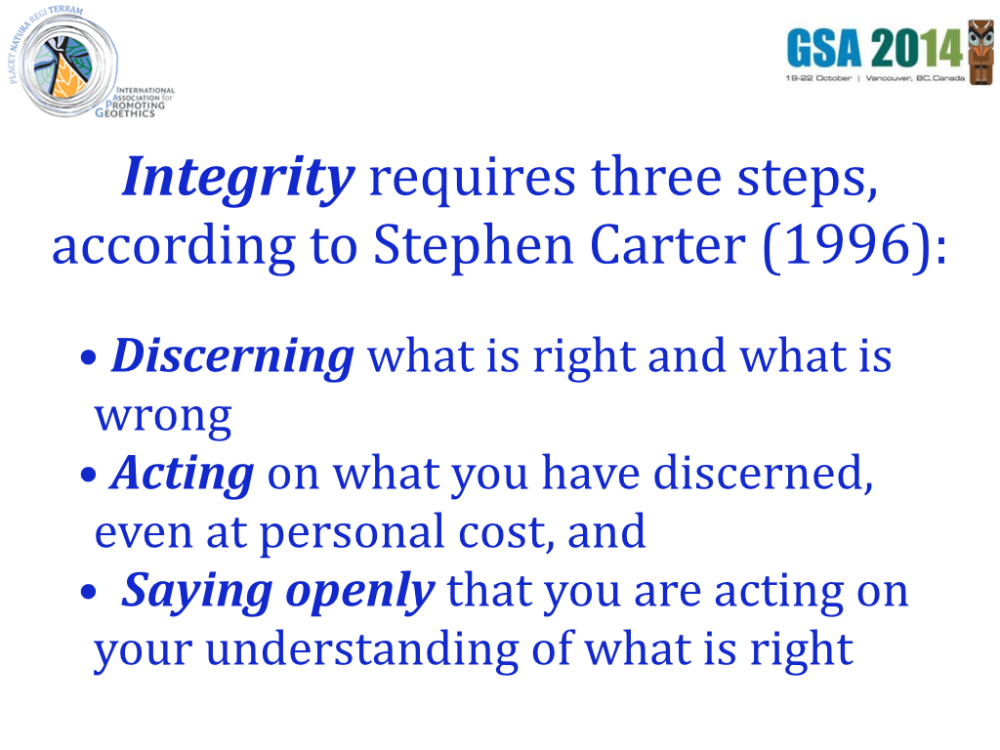 PLACET NATURA REGI TERRAM
INTERNATIONAL
ASSOCIATION for
PROMOTING
GEOETHICS
GSA 2014
19-22 October | Vancouver, BC, Canada
Integrity requires three steps,
according to Stephen Carter (1996):
• Discerning what is right and what is
wrong
• Acting on what you have discerned,
even at personal cost, and
• Saying openly that you are acting on
your understanding of what is right